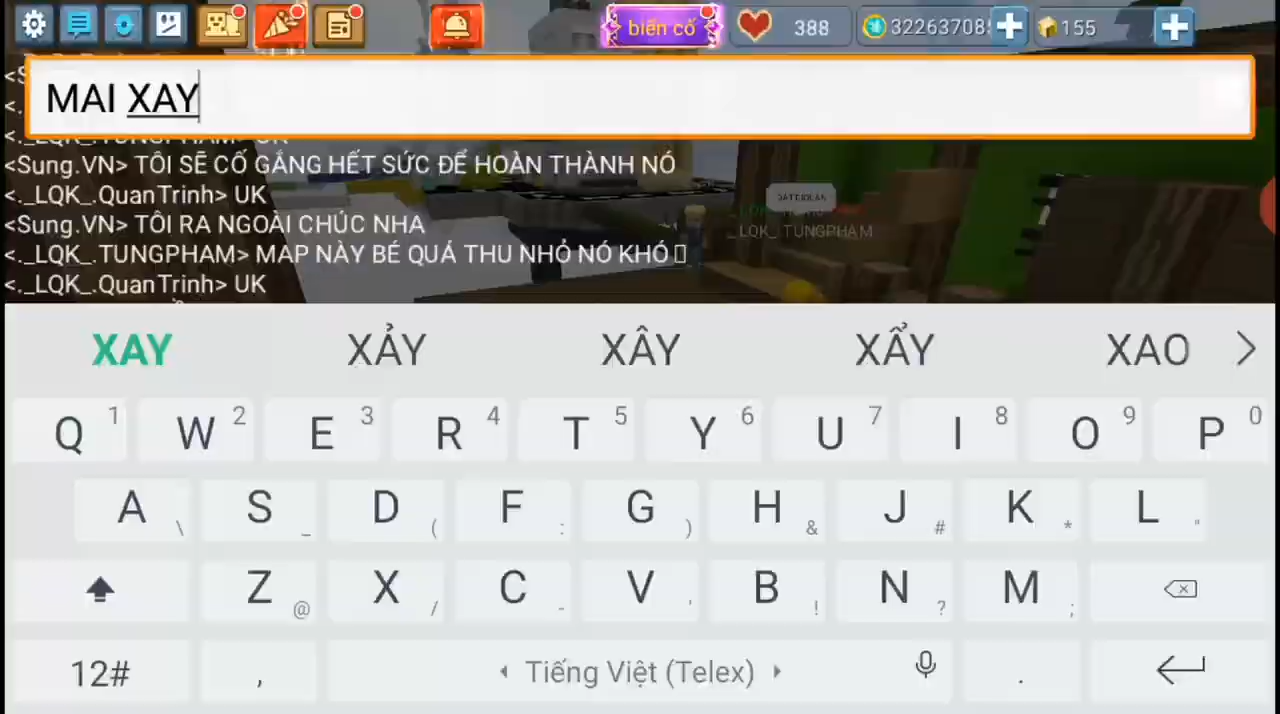 biến cố 388 32263708 155
MAI XAY
<._LQK_.TUNGPHAM> UK
<Sung.VN> TÔI SẼ CỐ GẮNG HẾT SỨC ĐỂ HOÀN THÀNH NÓ
<._LQK_.QuanTrinh> UK
<Sung.VN> TÔI RA NGOÀI CHÚC NHA
<._LQK_.TUNGPHAM> MAP NÀY BÉ QUÁ THU NHỎ NÓ KHÓ
<._LQK_.QuanTrinh> UK
_LQK_ TUNGPHAM
XAY XẢY XÂY XẨY XAO
Q 1 W 2 E 3 R 4 T 5 Y 6 U 7 I 8 O 9 P 0
A \ S _ D ( F : G ) H & J # K * L "
Z @ X / C - V ' B ! N ? M ;
12# , Tiếng Việt (Telex) .